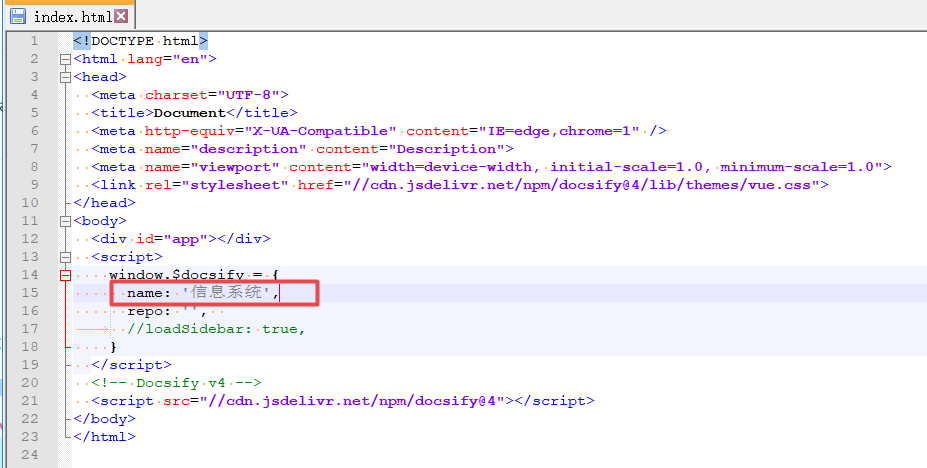 index.html
1 <!DOCTYPE html>
2 <html lang="en">
3 <head>
4 <meta charset="UTF-8">
5 <title>Document</title>
6 <meta http-equiv="X-UA-Compatible" content="IE=edge,chrome=1" />
7 <meta name="description" content="Description">
8 <meta name="viewport" content="width=device-width, initial-scale=1.0, minimum-scale=1.0">
9 <link rel="stylesheet" href="//cdn.jsdelivr.net/npm/docsify@4/lib/themes/vue.css">
10 </head>
11 <body>
12 <div id="app"></div>
13 <script>
14 window.$docsify = {
15 name: '信息系统',
16 repo: '',
17 //loadSidebar: true,
18 }
19 </script>
20 <!-- Docsify v4 -->
21 <script src="//cdn.jsdelivr.net/npm/docsify@4"></script>
22 </body>
23 </html>
24